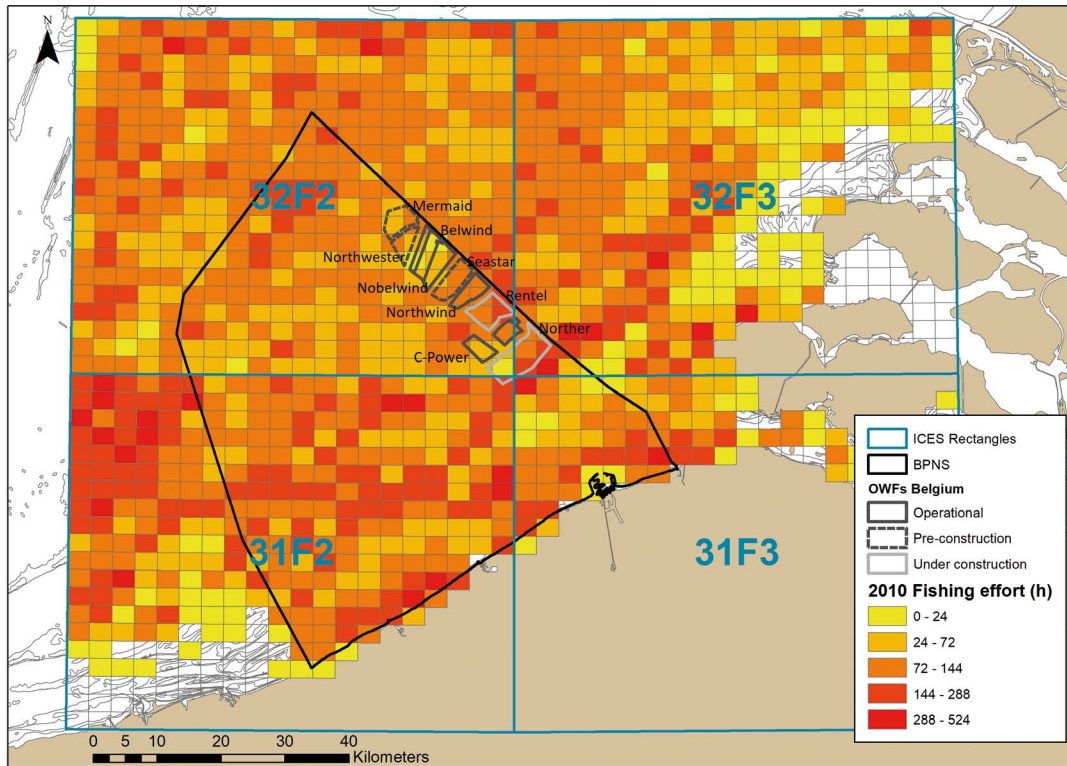 N
32F2
32F3
Mermaid
Belwind
Northwester
Seastar
Nobelwind
Rentel
Northwind
Norther
C-Power
31F2
31F3
ICES Rectangles
BPNS
OWFs Belgium
Operational
Pre-construction
Under construction
2010 Fishing effort (h)
0 - 24
24 - 72
72 - 144
144 - 288
288 - 524
0 5 10 20 30 40
Kilometers